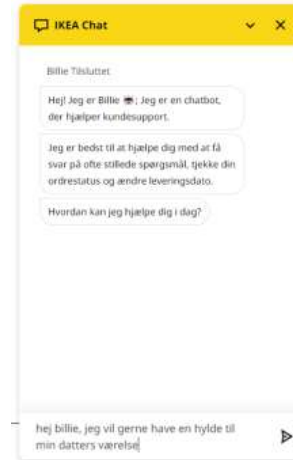 IKEA Chat
Billie Tilsluttet
Hej! Jeg er Billie 👾; Jeg er en chatbot,
der hjælper kundesupport.
Jeg er bedst til at hjælpe dig med at få
svar på ofte stillede spørgsmål, tjekke din
ordrestatus og ændre leveringsdato.
Hvordan kan jeg hjælpe dig i dag?
hej billie, jeg vil gerne have en hylde til
min datters værelse